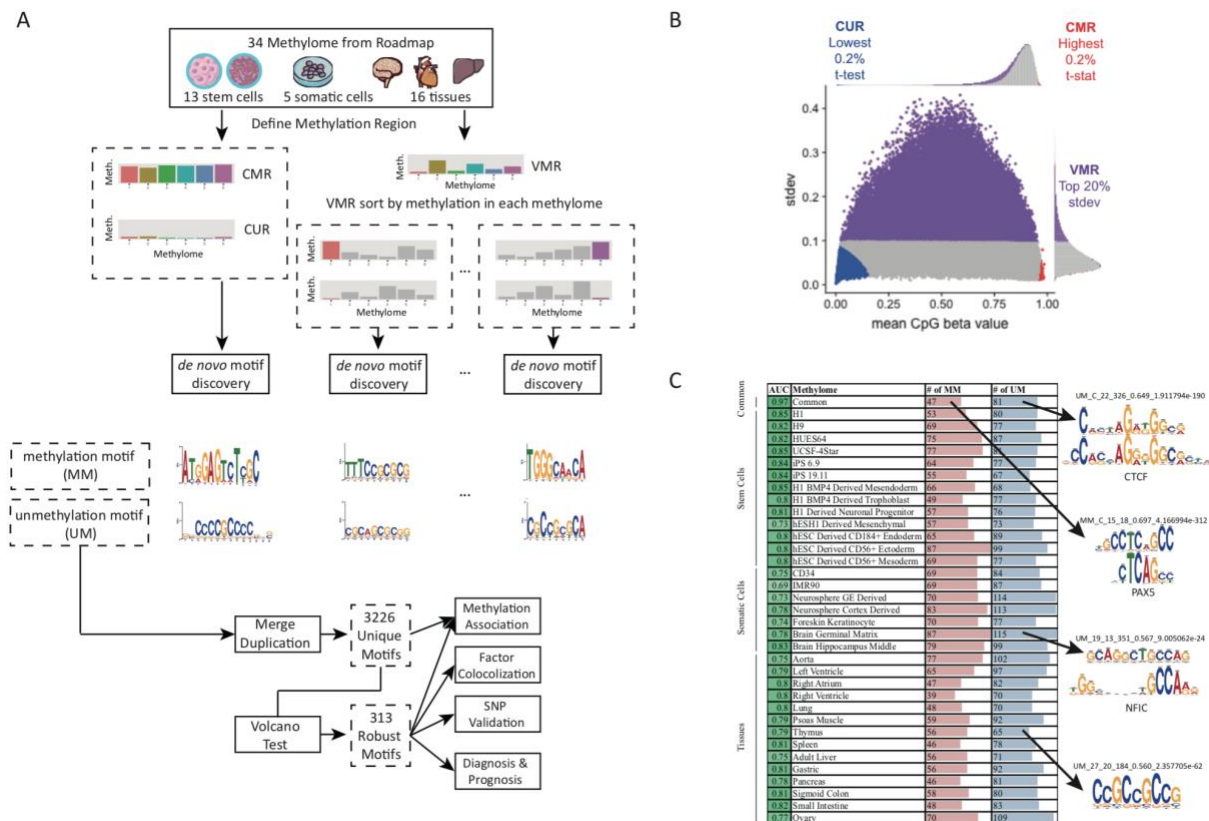 A
34 Methylome from Roadmap
13 stem cells 5 somatic cells 16 tissues
Define Methylation Region
Meth.
CMR
Meth.
CUR
Methylome
Meth.
VMR
Methylome
VMR sort by methylation in each methylome
Meth.
Meth.
Methylome
...
Methylome
de novo motif
discovery
de novo motif
discovery
...
de novo motif
discovery
methylation motif
(MM)
unmethylation motif
(UM)
...
Merge
Duplication
3226
Unique
Motifs
Volcano
Test
313
Robust
Motifs
Methylation
Association
Factor
Colocolization
SNP
Validation
Diagnosis &
Prognosis
B
CUR
Lowest
0.2%
t-test
CMR
Highest
0.2%
t-stat
VMR
Top 20%
stdev
stdev
0.4
0.3
0.2
0.1
0.0
0.00 0.25 0.50 0.75 1.00
mean CpG beta value
C
AUC Methylome # of MM # of UM
Common
0.97 Common 47 81
Stem Cells
0.85 H1 53 80
0.82 H9 69 77
0.82 HUES64 75 87
0.85 UCSF-4Star 77
0.84 iPS 6.9 64 77
0.84 iPS 19.11 55 67
0.85 H1 BMP4 Derived Mesendoderm 66 68
0.8 H1 BMP4 Derived Trophoblast 49 77
0.81 H1 Derived Neuronal Progenitor 57 76
0.73 hESH1 Derived Mesenchymal 57 73
0.8 hESC Derived CD184+ Endoderm 65 89
0.8 hESC Derived CD56+ Ectoderm 87 99
0.8 hESC Derived CD56+ Mesoderm 69 77
Somatic Cells
0.75 CD34 69 84
0.69 IMR90 69 87
0.73 Neurosphere GE Derived 70 114
0.78 Neurosphere Cortex Derived 83 113
0.74 Foreskin Keratinocyte 70 77
0.78 Brain Germinal Matrix 87 115
0.83 Brain Hippocampus Middle 79 99
Tissues
0.75 Aorta 77 102
0.79 Left Ventricle 65 97
0.8 Right Atrium 47 82
0.8 Right Ventricle 39 70
0.8 Lung 48 70
0.79 Psoas Muscle 59 92
0.79 Thymus 56 65
0.81 Spleen 46 78
0.75 Adult Liver 56 71
0.81 Gastric 56 92
0.78 Pancreas 46 81
0.81 Sigmoid Colon 58 80
0.82 Small Intestine 48 83
0.77 Ovary 70 109
UM_C_22_326_0.649_1.911794e-190
CTCF
MM_C_15_18_0.697_4.166994e-312
PAX5
UM_19_13_351_0.567_9.005062e-24
NFIC
UM_27_20_184_0.560_2.357705e-62